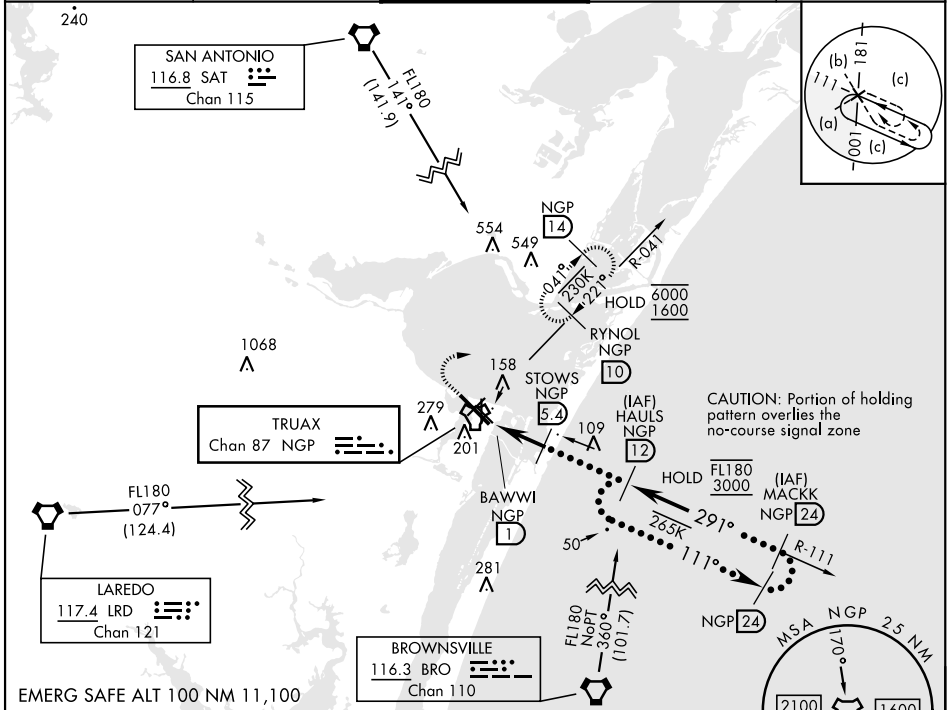 240
SAN ANTONIO
116.8 SAT
Chan 115
FL180
141°
(141.9)
(b)
181
(c)
111
(a)
001
(c)
554
549
NGP
14
R-041
041°
230K
221°
HOLD 6000
1600
RYNOL
NGP
10
1068
158
STOWS
NGP
5.4
109
(IAF)
HAULS
NGP
12
CAUTION: Portion of holding
pattern overlies the
no-course signal zone
TRUAX
Chan 87 NGP
279
201
HOLD FL180
3000
(IAF)
MACKK
NGP 24
291°
265K
111°
R-111
FL180
077°
(124.4)
BAWWI
NGP
1
50
281
NGP 24
LAREDO
117.4 LRD
Chan 121
FL180
NoPT
360°
(101.7)
BROWNSVILLE
116.3 BRO
Chan 110
MSA NGP 25 NM
170°
2100
1600
EMERG SAFE ALT 100 NM 11,100